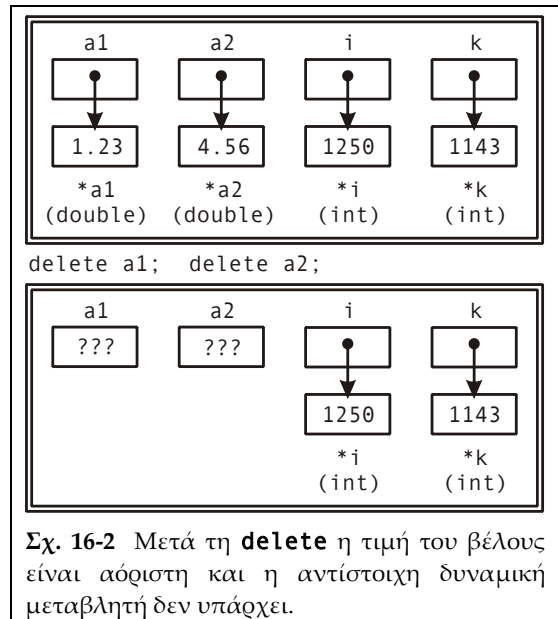 a1 a2 i k
1.23 4.56 1250 1143
*a1 *a2 *i *k
(double) (double) (int) (int)
delete a1; delete a2;
a1 a2 i k
??? ???
1250 1143
*i *k
(int) (int)
Σχ. 16-2 Μετά τη delete η τιμή του βέλους
είναι αόριστη και η αντίστοιχη δυναμική
μεταβλητή δεν υπάρχει.